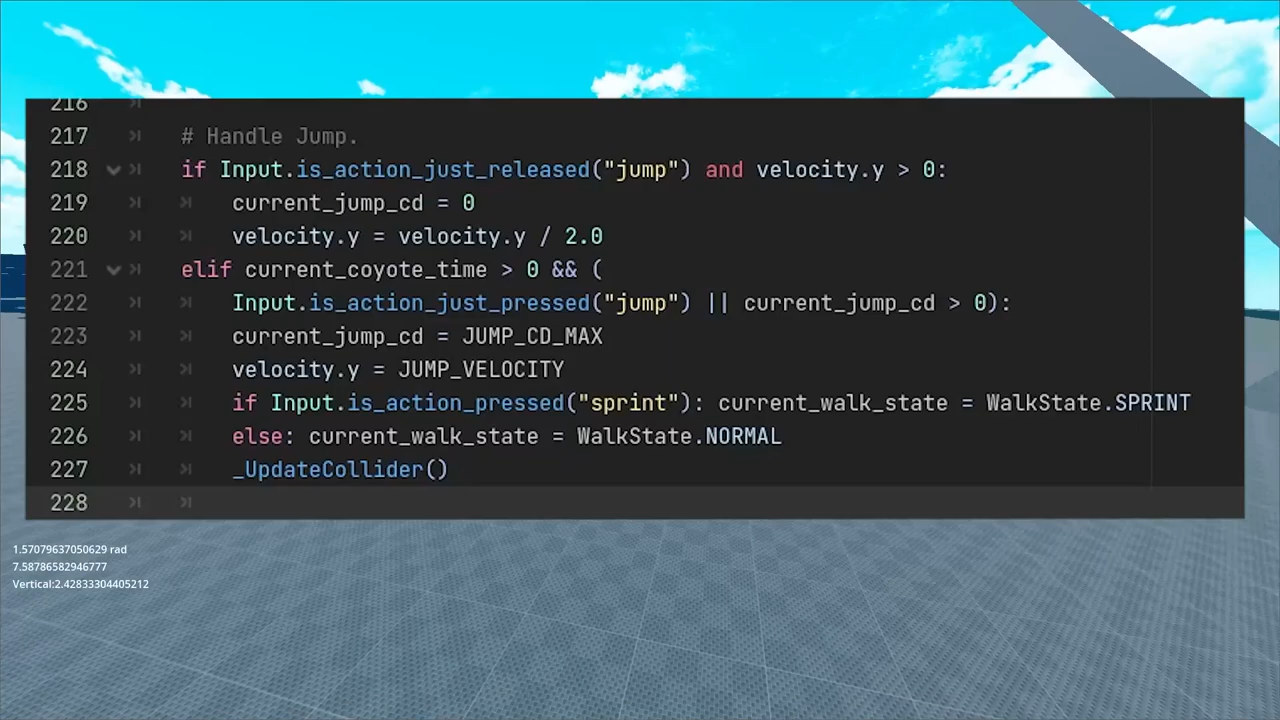 216
217 # Handle Jump.
218 if Input.is_action_just_released("jump") and velocity.y > 0:
219 current_jump_cd = 0
220 velocity.y = velocity.y / 2.0
221 elif current_coyote_time > 0 && (
222 Input.is_action_just_pressed("jump") || current_jump_cd > 0):
223 current_jump_cd = JUMP_CD_MAX
224 velocity.y = JUMP_VELOCITY
225 if Input.is_action_pressed("sprint"): current_walk_state = WalkState.SPRINT
226 else: current_walk_state = WalkState.NORMAL
227 _UpdateCollider()
228
1.57079637050629 rad
7.58786582946777
Vertical:2.42833304405212